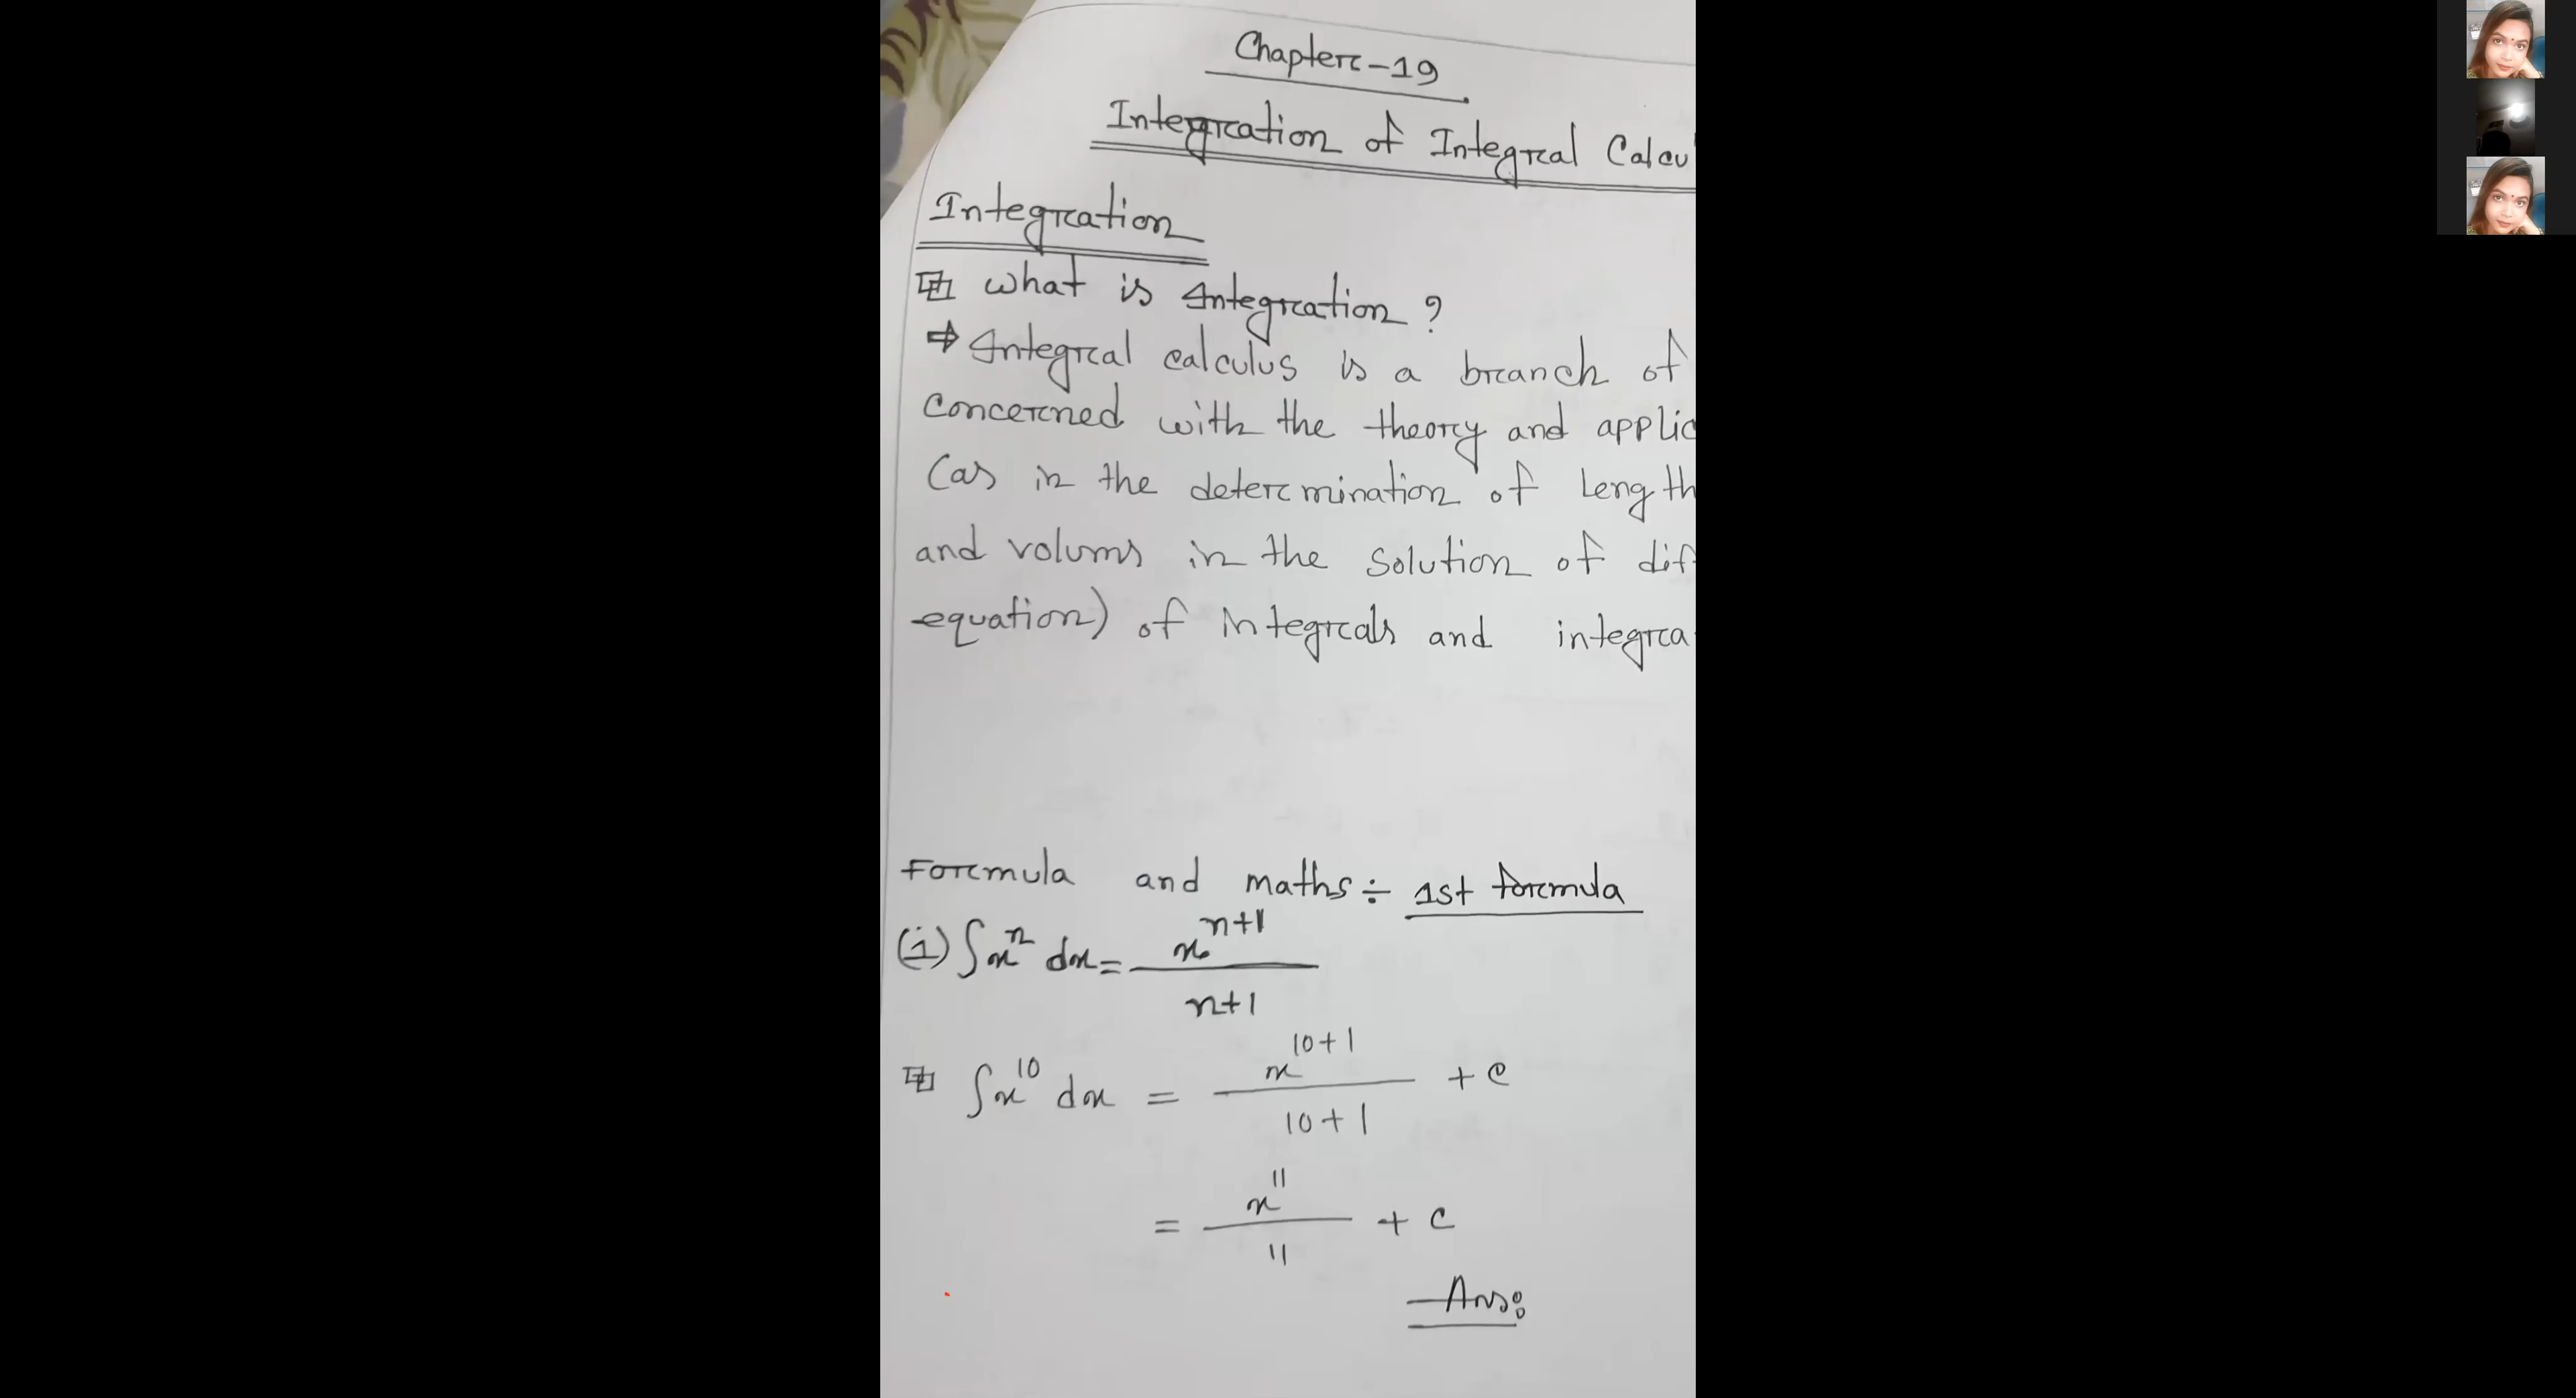 Chapter-19
Integration of Integral Calcu
Integration
What is Integration?
⇒ Integral calculus is a branch of
concerned with the theory and applic
(as in the determination of Length
and volums in the solution of dif
equation) of integrals and integra
Formula and maths ÷ 1st formula
(i) ∫x^n dx = x^(n+1) / n+1
∫x^10 dx = x^(10+1) / 10+1 + c
= x^11 / 11 + c
Ans: